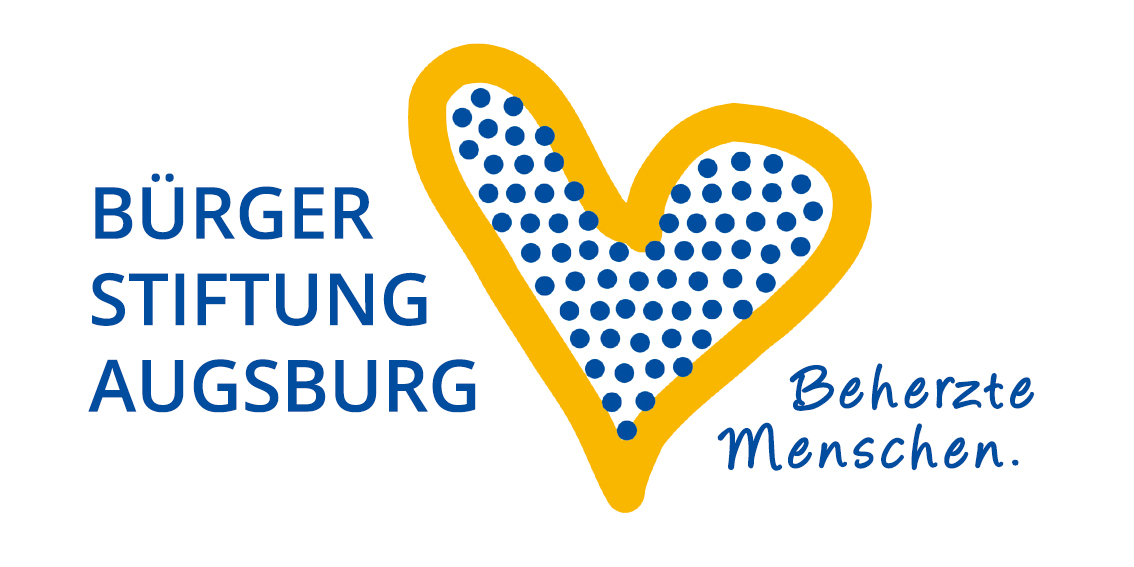 BÜRGER
STIFTUNG
AUGSBURG
Beherzte
Menschen.